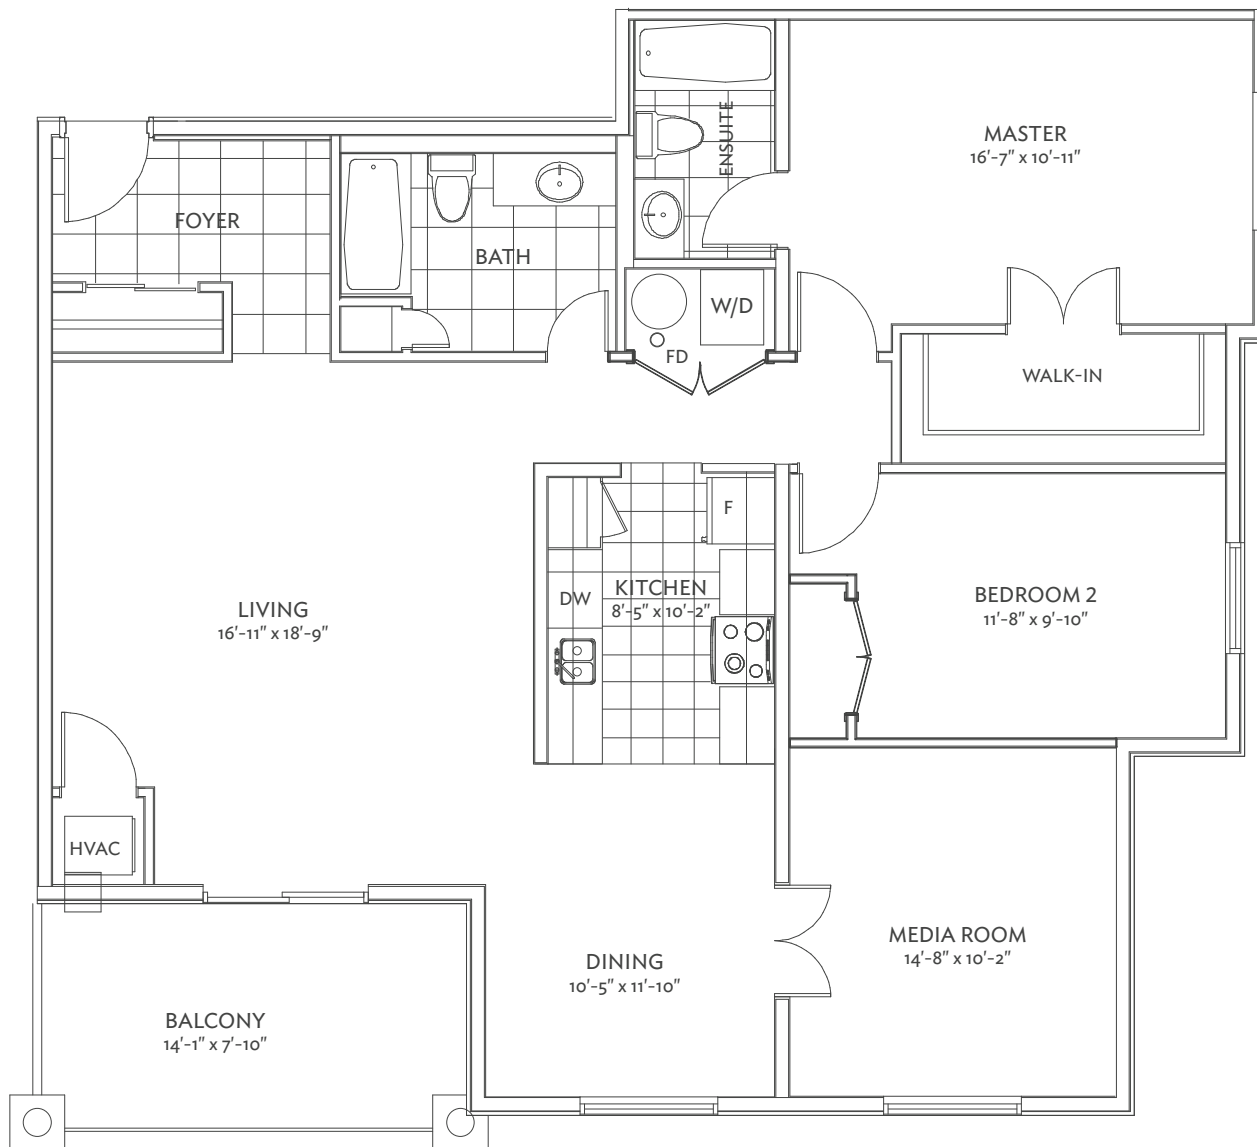 MASTER
16'-7" x 10'-11"
ENSUITE
FOYER
BATH
W/D
FD
WALK-IN
F
KITCHEN
8'-5" x 10'-2"
DW
BEDROOM 2
11'-8" x 9'-10"
LIVING
16'-11" x 18'-9"
HVAC
MEDIA ROOM
14'-8" x 10'-2"
DINING
10'-5" x 11'-10"
BALCONY
14'-1" x 7'-10"